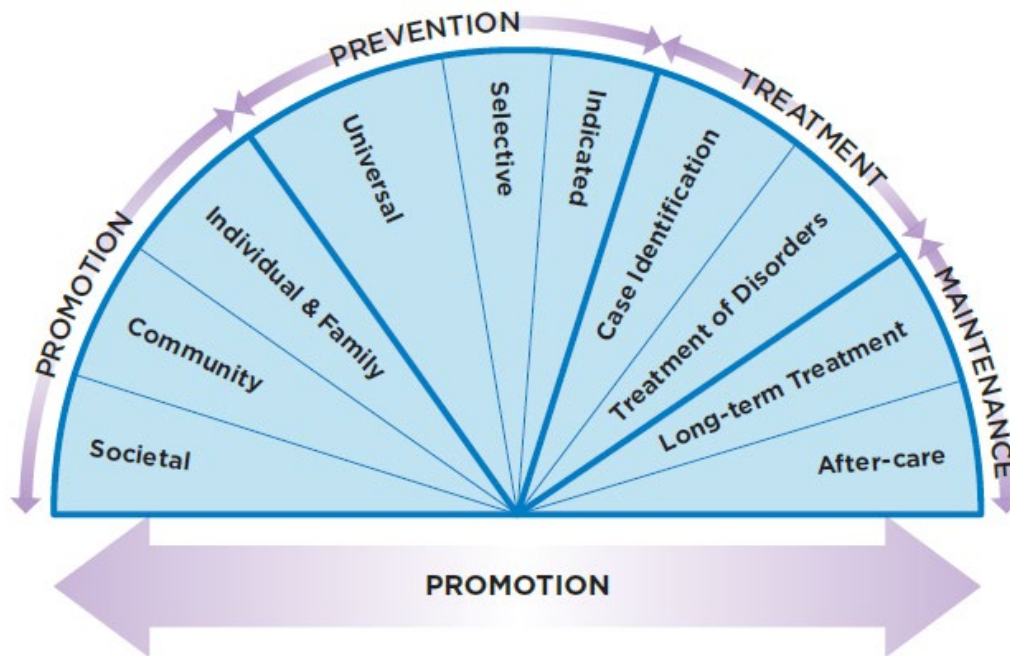 PROMOTION
PREVENTION
TREATMENT
MAINTENANCE
Societal
Community
Individual & Family
Universal
Selective
Indicated
Case Identification
Treatment of Disorders
Long-term Treatment
After-care
PROMOTION